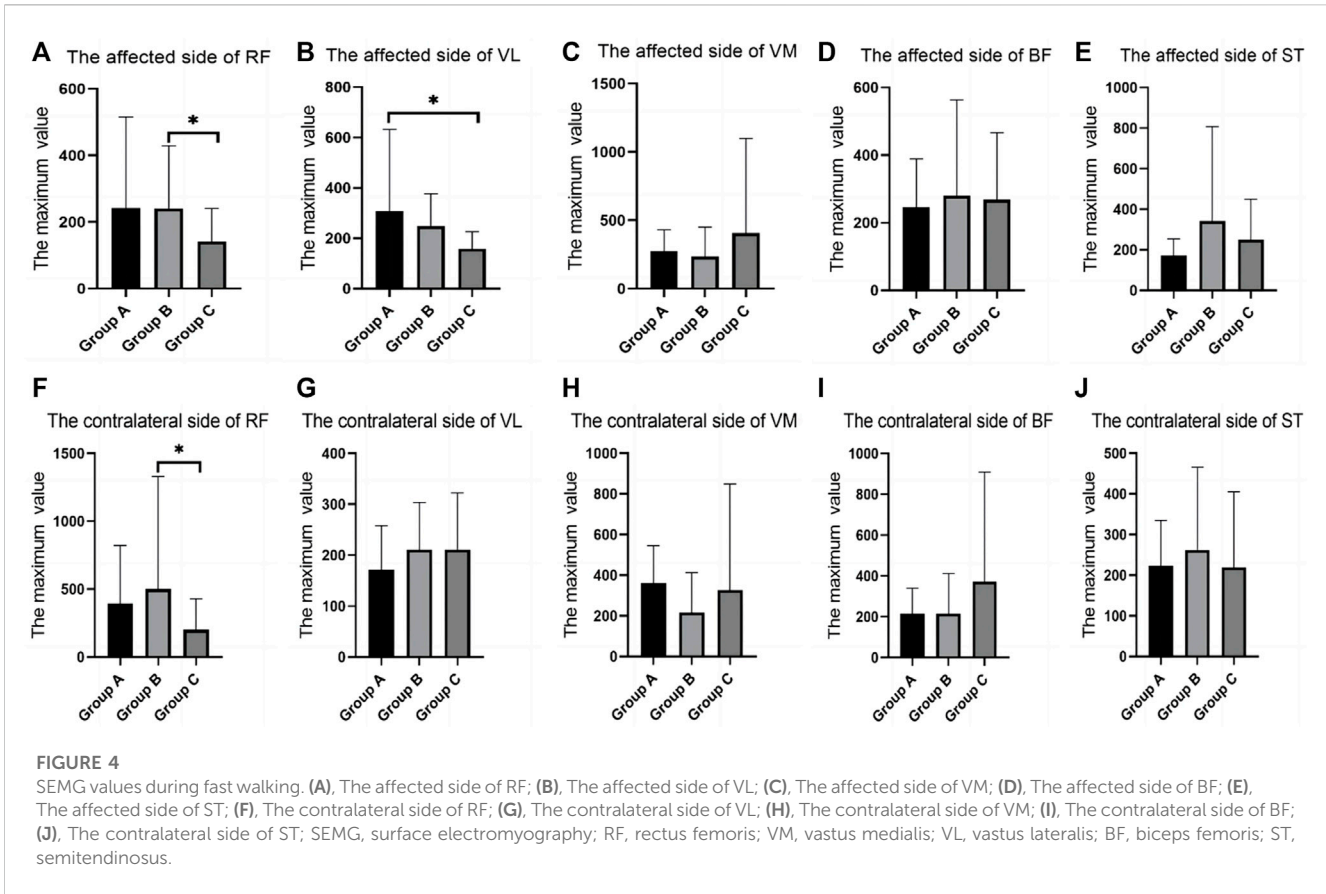 A The affected side of RF
The maximum value
600
400
200
0
*
Group A
Group B
Group C
B The affected side of VL
The maximum value
800
600
400
200
0
*
Group A
Group B
Group C
C The affected side of VM
The maximum value
1500
1000
500
0
Group A
Group B
Group C
D The affected side of BF
The maximum value
600
400
200
0
Group A
Group B
Group C
E The affected side of ST
The maximum value
1000
800
600
400
200
0
Group A
Group B
Group C
F The contralateral side of RF
The maximum value
1500
1000
500
0
*
Group A
Group B
Group C
G The contralateral side of VL
The maximum value
400
300
200
100
0
Group A
Group B
Group C
H The contralateral side of VM
The maximum value
1000
800
600
400
200
0
Group A
Group B
Group C
I The contralateral side of BF
The maximum value
1000
800
600
400
200
0
Group A
Group B
Group C
J The contralateral side of ST
The maximum value
500
400
300
200
100
0
Group A
Group B
Group C
FIGURE 4
SEMG values during fast walking. (A), The affected side of RF; (B), The affected side of VL; (C), The affected side of VM; (D), The affected side of BF; (E),
The affected side of ST; (F), The contralateral side of RF; (G), The contralateral side of VL; (H), The contralateral side of VM; (I), The contralateral side of BF;
(J), The contralateral side of ST; SEMG, surface electromyography; RF, rectus femoris; VM, vastus medialis; VL, vastus lateralis; BF, biceps femoris; ST,
semitendinosus.